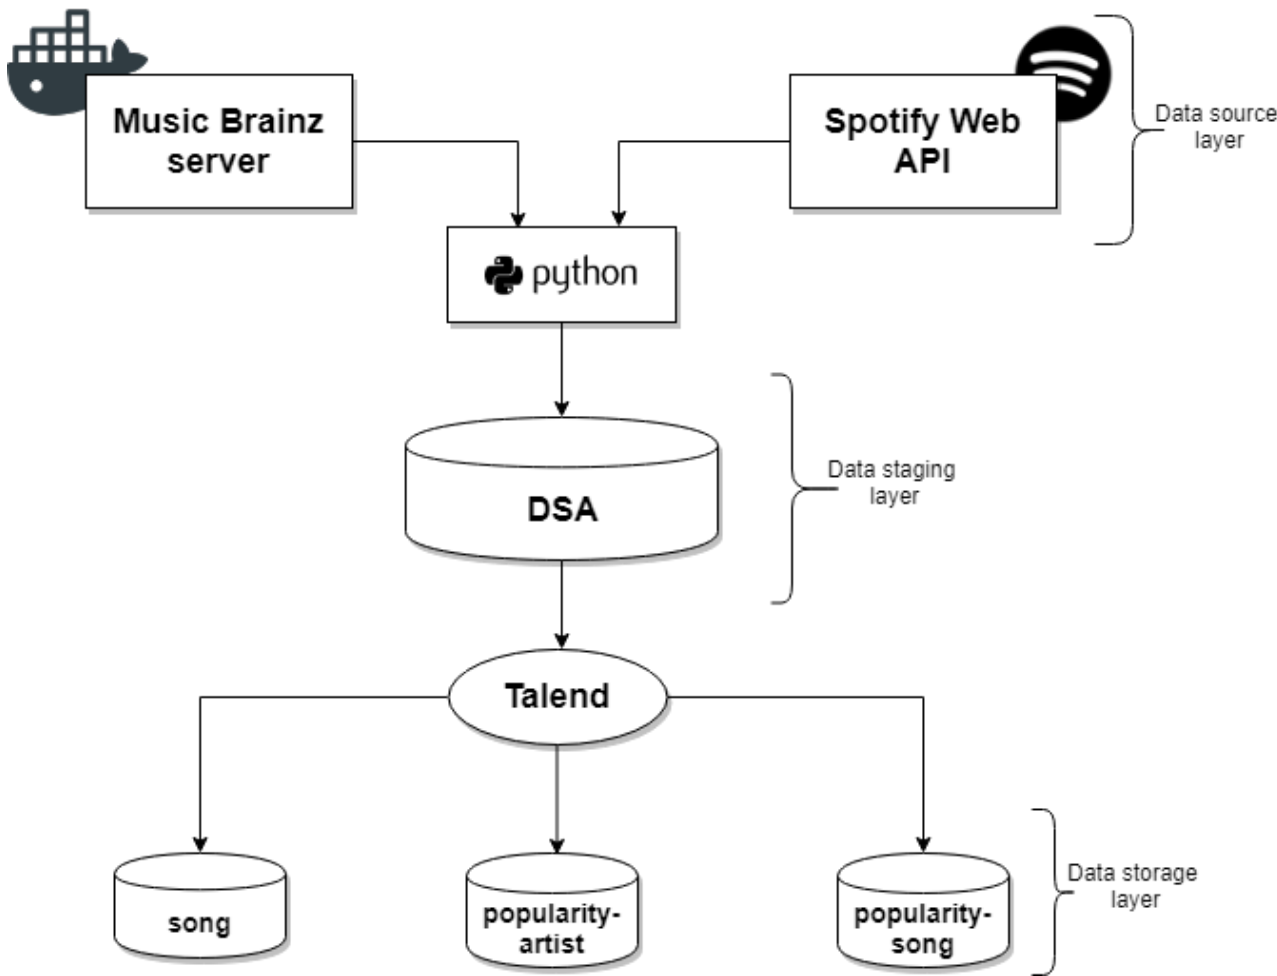 Music Brainz
server
Spotify Web
API
Data source
layer
python
DSA
Data staging
layer
Talend
song
popularity-
artist
popularity-
song
Data storage
layer